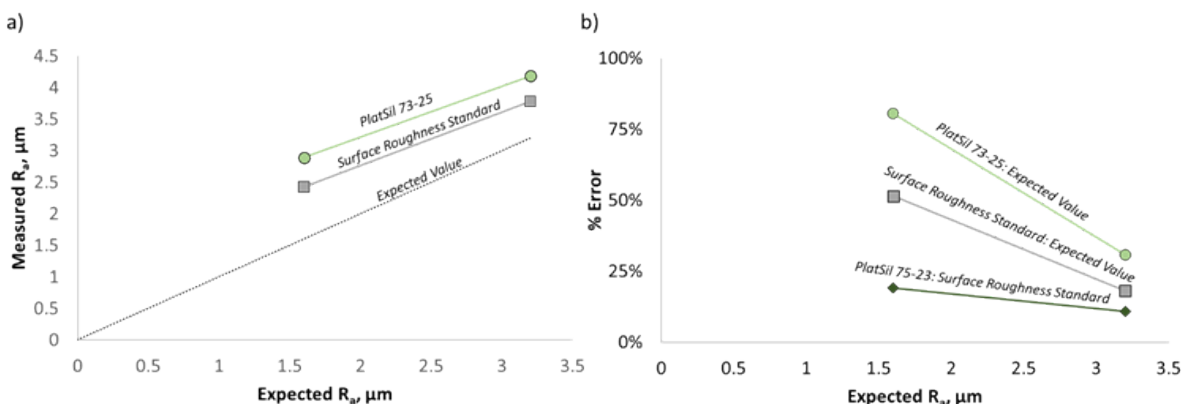 a)
4.5
4
3.5
3
2.5
2
1.5
1
0.5
0
0 0.5 1 1.5 2 2.5 3 3.5
Measured Ra, µm
Expected Ra, µm
PlatSil 73-25
Surface Roughness Standard
Expected Value
b)
100%
75%
50%
25%
0%
0 0.5 1 1.5 2 2.5 3 3.5
% Error
Expected Ra, µm
PlatSil 73-25: Expected Value
Surface Roughness Standard: Expected Value
PlatSil 75-23: Surface Roughness Standard